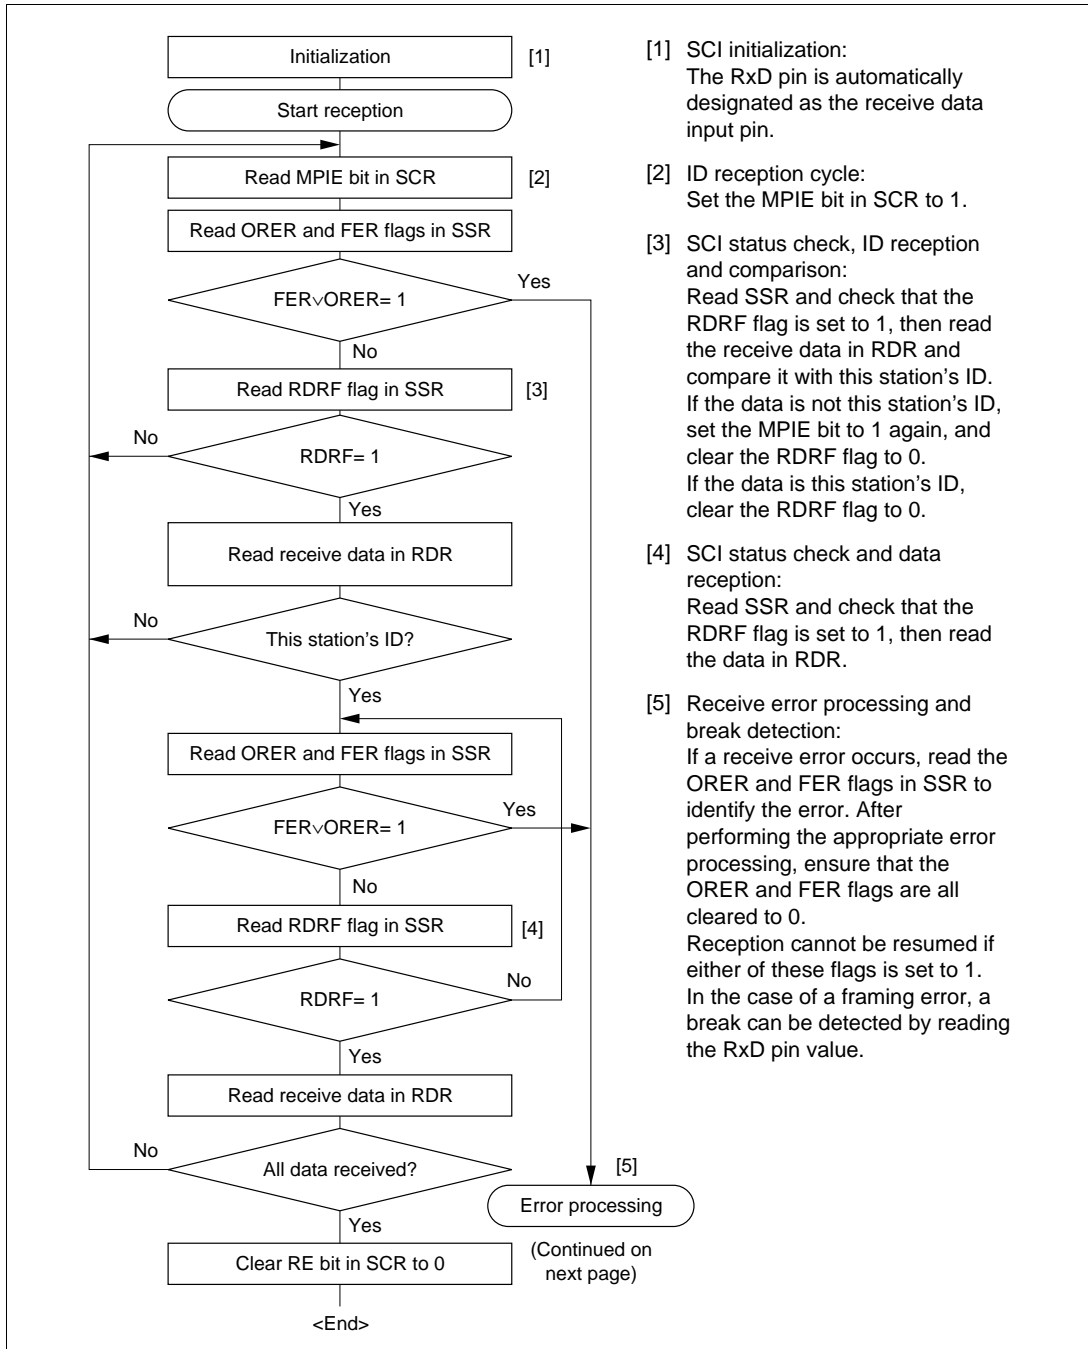 Initialization
[1]
Start reception
Read MPIE bit in SCR
[2]
Read ORER and FER flags in SSR
FER∨ORER= 1
Yes
No
Read RDRF flag in SSR
[3]
No
RDRF= 1
Yes
Read receive data in RDR
No
This station's ID?
Yes
Read ORER and FER flags in SSR
FER∨ORER= 1
Yes
No
Read RDRF flag in SSR
[4]
RDRF= 1
No
Yes
Read receive data in RDR
No
All data received?
Yes
[5]
Error processing
(Continued on
next page)
Clear RE bit in SCR to 0
<End>
[1] SCI initialization:
The RxD pin is automatically
designated as the receive data
input pin.
[2] ID reception cycle:
Set the MPIE bit in SCR to 1.
[3] SCI status check, ID reception
and comparison:
Read SSR and check that the
RDRF flag is set to 1, then read
the receive data in RDR and
compare it with this station's ID.
If the data is not this station's ID,
set the MPIE bit to 1 again, and
clear the RDRF flag to 0.
If the data is this station's ID,
clear the RDRF flag to 0.
[4] SCI status check and data
reception:
Read SSR and check that the
RDRF flag is set to 1, then read
the data in RDR.
[5] Receive error processing and
break detection:
If a receive error occurs, read the
ORER and FER flags in SSR to
identify the error. After
performing the appropriate error
processing, ensure that the
ORER and FER flags are all
cleared to 0.
Reception cannot be resumed if
either of these flags is set to 1.
In the case of a framing error, a
break can be detected by reading
the RxD pin value.